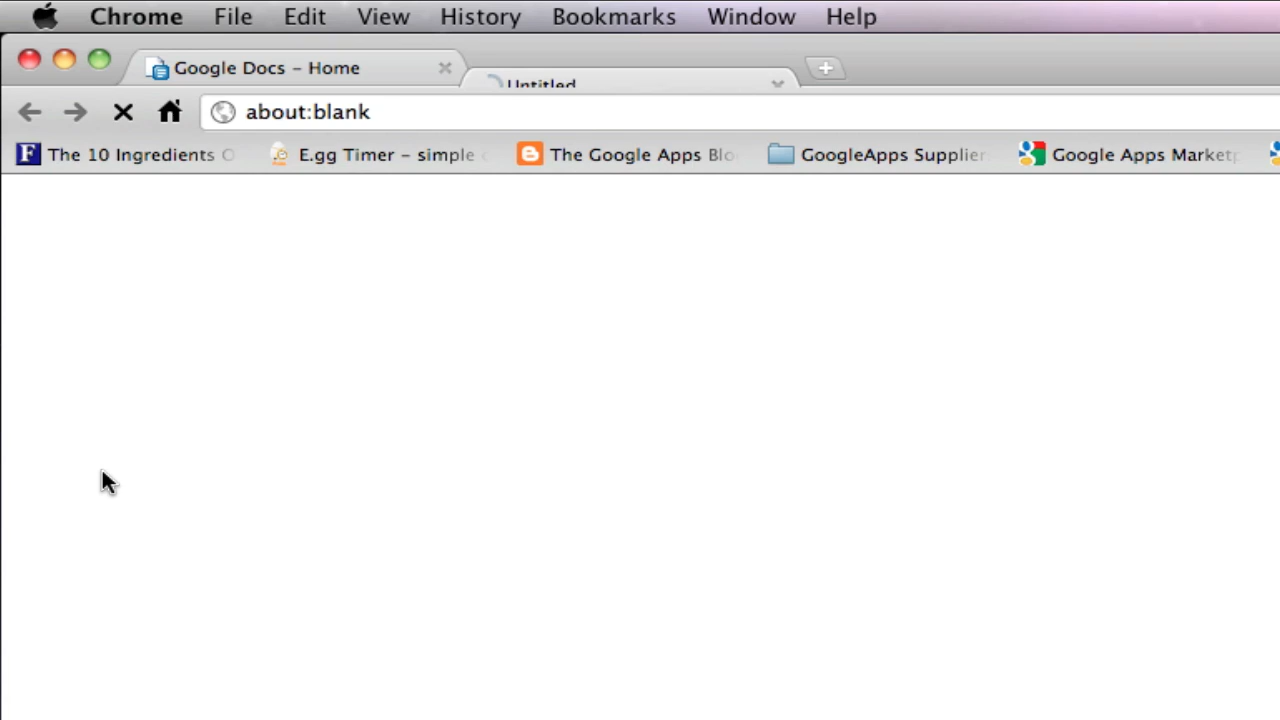 Chrome File Edit View History Bookmarks Window Help
Google Docs – Home
Untitled
about:blank
F The 10 Ingredients E.gg Timer – simple The Google Apps Blo GoogleApps Supplier Google Apps Market